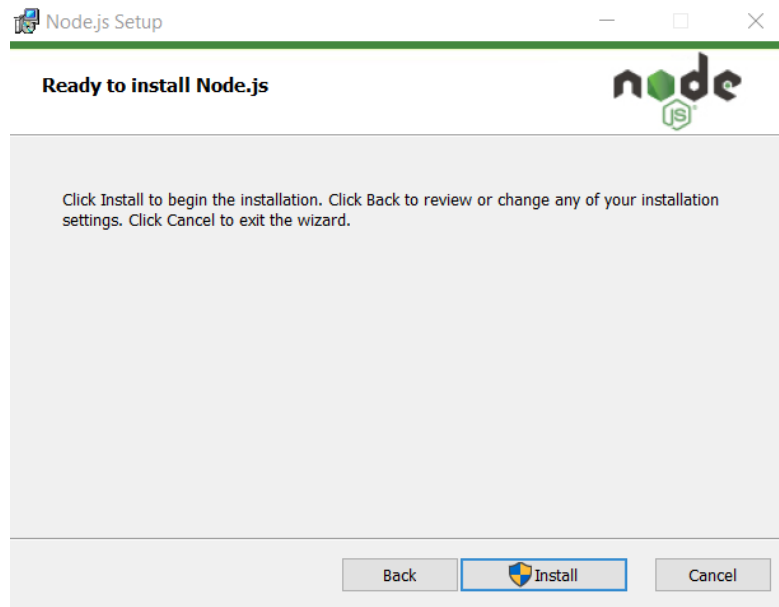 Node.js Setup
Ready to install Node.js
node
JS
Click Install to begin the installation. Click Back to review or change any of your installation
settings. Click Cancel to exit the wizard.
Back
Install
Cancel